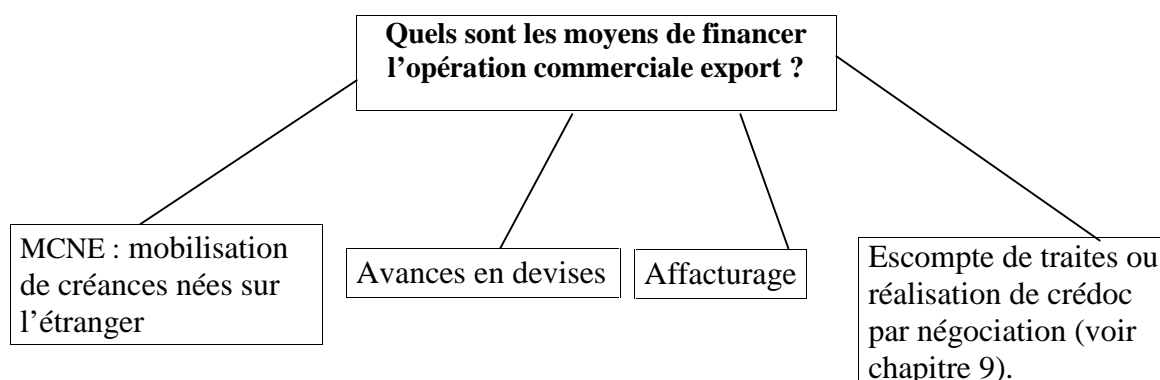 Quels sont les moyens de financer
l’opération commerciale export ?
MCNE : mobilisation
de créances nées sur
l’étranger
Avances en devises
Affacturage
Escompte de traites ou
réalisation de crédoc
par négociation (voir
chapitre 9).